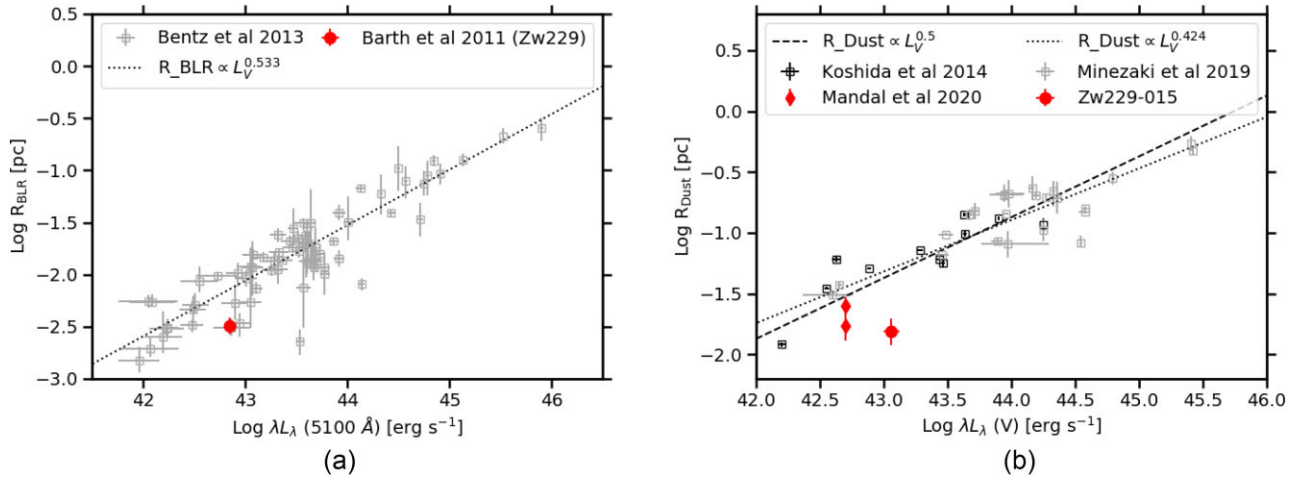 Bentz et al 2013
Barth et al 2011 (Zw229)
R_BLR ∝ L_V^0.533
0.5
0.0
−0.5
−1.0
−1.5
−2.0
−2.5
−3.0
Log R_BLR [pc]
42 43 44 45 46
Log λL_λ (5100 Å) [erg s⁻¹]
(a)
R_Dust ∝ L_V^0.5
R_Dust ∝ L_V^0.424
Koshida et al 2014
Minezaki et al 2019
Mandal et al 2020
Zw229-015
0.5
0.0
−0.5
−1.0
−1.5
−2.0
Log R_Dust [pc]
42.0 42.5 43.0 43.5 44.0 44.5 45.0 45.5 46.0
Log λL_λ (V) [erg s⁻¹]
(b)